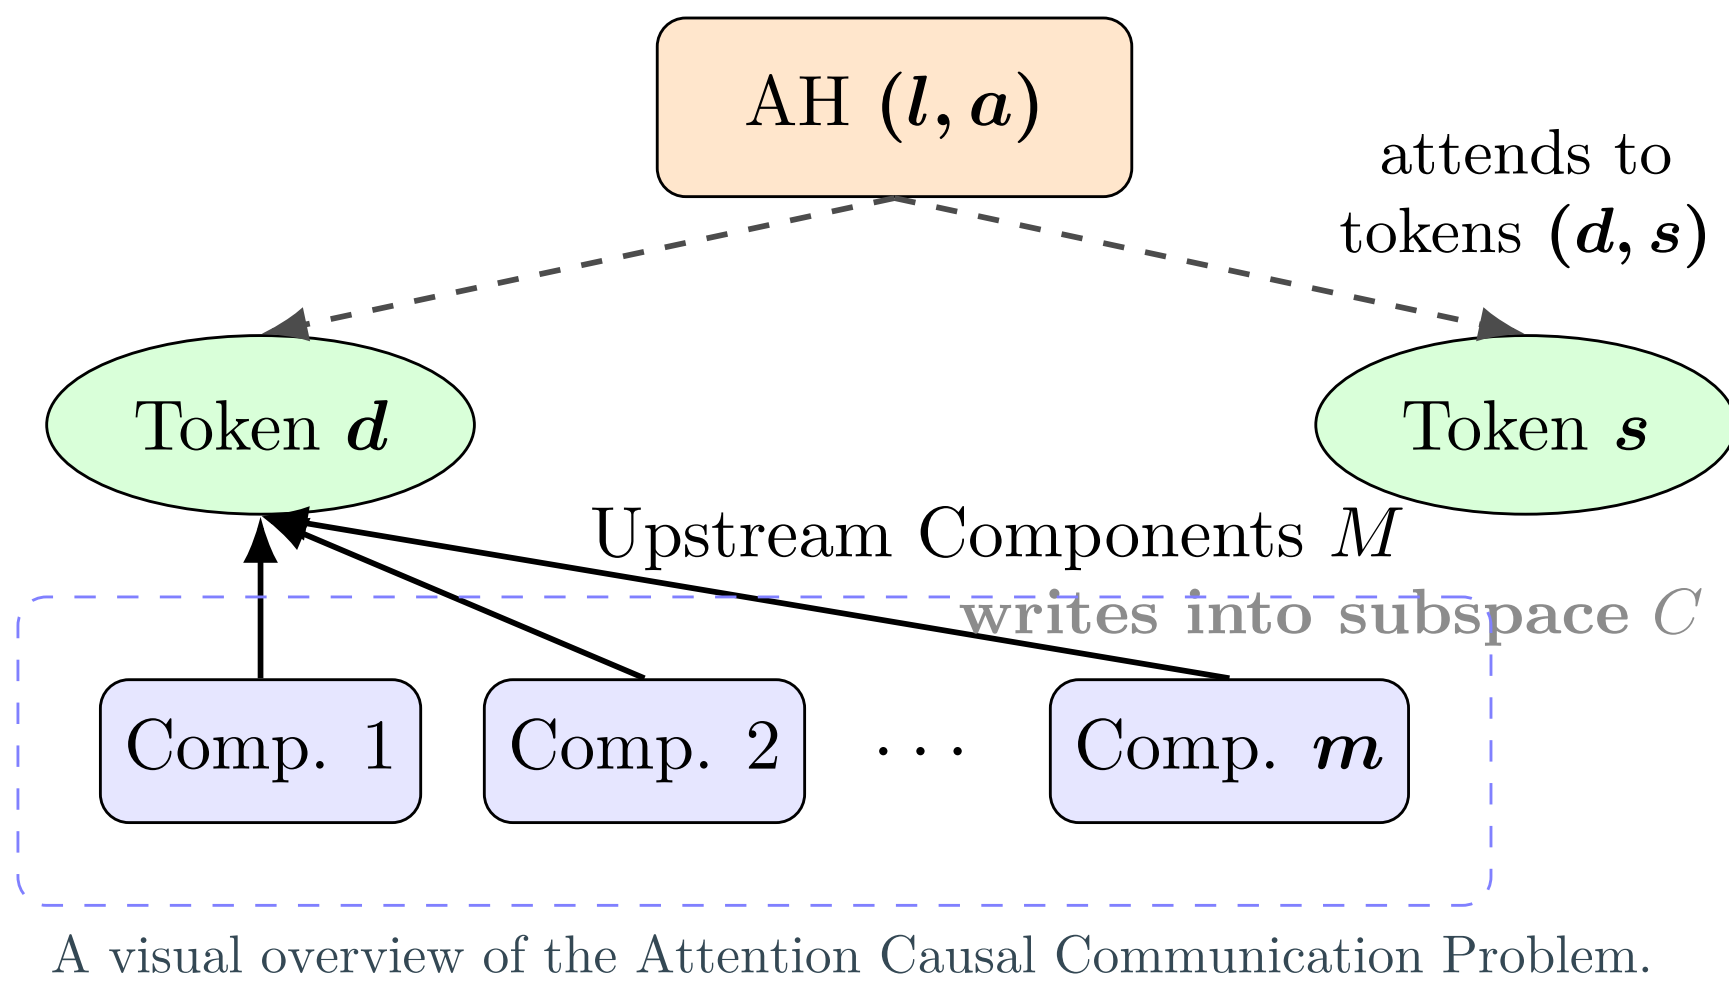 AH (l, a)
attends to
tokens (d, s)
Token d
Token s
Upstream Components M
writes into subspace C
Comp. 1
Comp. 2
...
Comp. m
A visual overview of the Attention Causal Communication Problem.